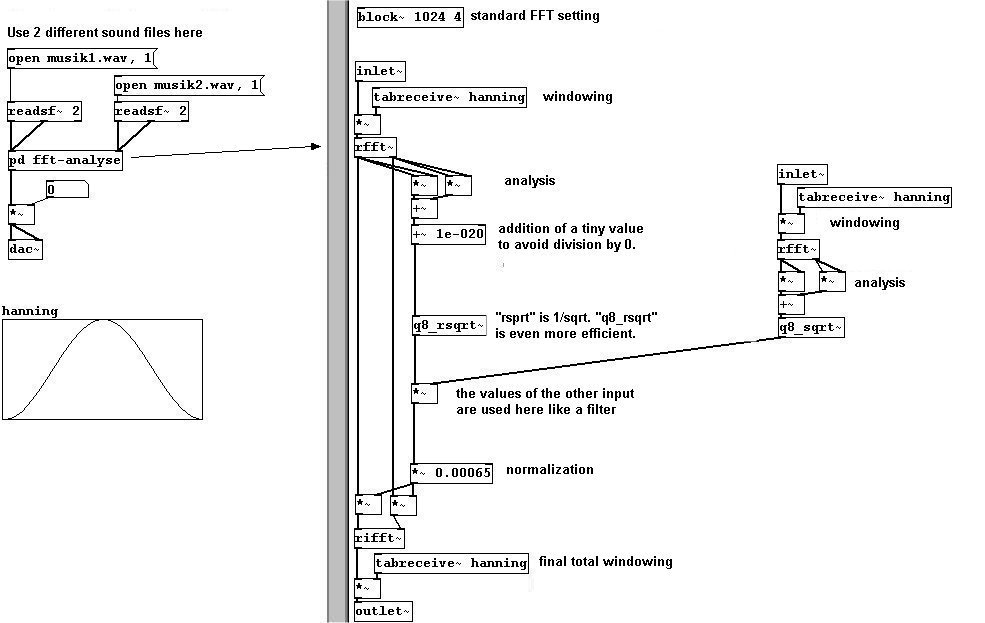 Use 2 different sound files here
open musik1.wav, 1
open musik2.wav, 1
readsf~ 2
readsf~ 2
pd fft-analyse
0
*~
dac~
hanning
block~ 1024 4
standard FFT setting
inlet~
tabreceive~ hanning
windowing
*~
rfft~
*~
*~
analysis
+~
+~ 1e-020
addition of a tiny value
to avoid division by 0.
q8_rsqrt~
"rsprt" is 1/sqrt. "q8_rsqrt"
is even more efficient.
*~
the values of the other input
are used here like a filter
*~ 0.00065
normalization
*~
*~
rifft~
tabreceive~ hanning
final total windowing
*~
outlet~
inlet~
tabreceive~ hanning
*~
windowing
rfft~
*~
*~
analysis
+~
q8_sqrt~